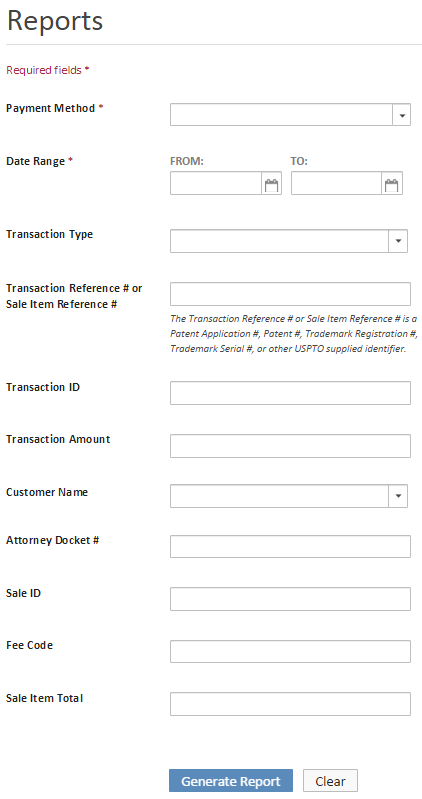 Reports
Required fields *
Payment Method *
Date Range *
FROM:
TO:
Transaction Type
Transaction Reference # or
Sale Item Reference #
The Transaction Reference # or Sale Item Reference # is a
Patent Application #, Patent #, Trademark Registration #,
Trademark Serial #, or other USPTO supplied identifier.
Transaction ID
Transaction Amount
Customer Name
Attorney Docket #
Sale ID
Fee Code
Sale Item Total
Generate Report
Clear